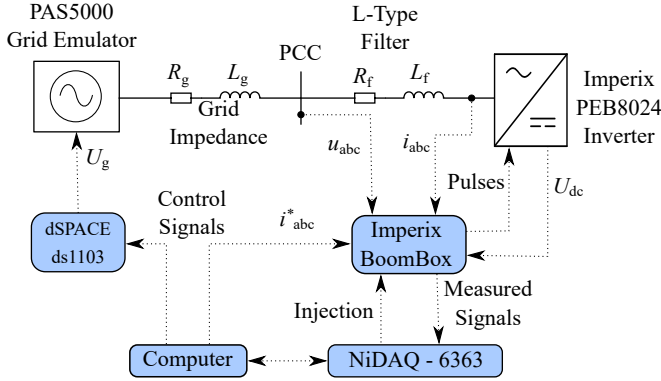 PAS5000
Grid Emulator
L-Type
Filter
PCC
Rg
Lg
Rf
Lf
Grid
Impedance
Imperix
PEB8024
Inverter
uabc
iabc
Ug
Pulses
Udc
Control
Signals
i*abc
dSPACE
ds1103
Imperix
BoomBox
Injection
Measured
Signals
Computer
NiDAQ - 6363